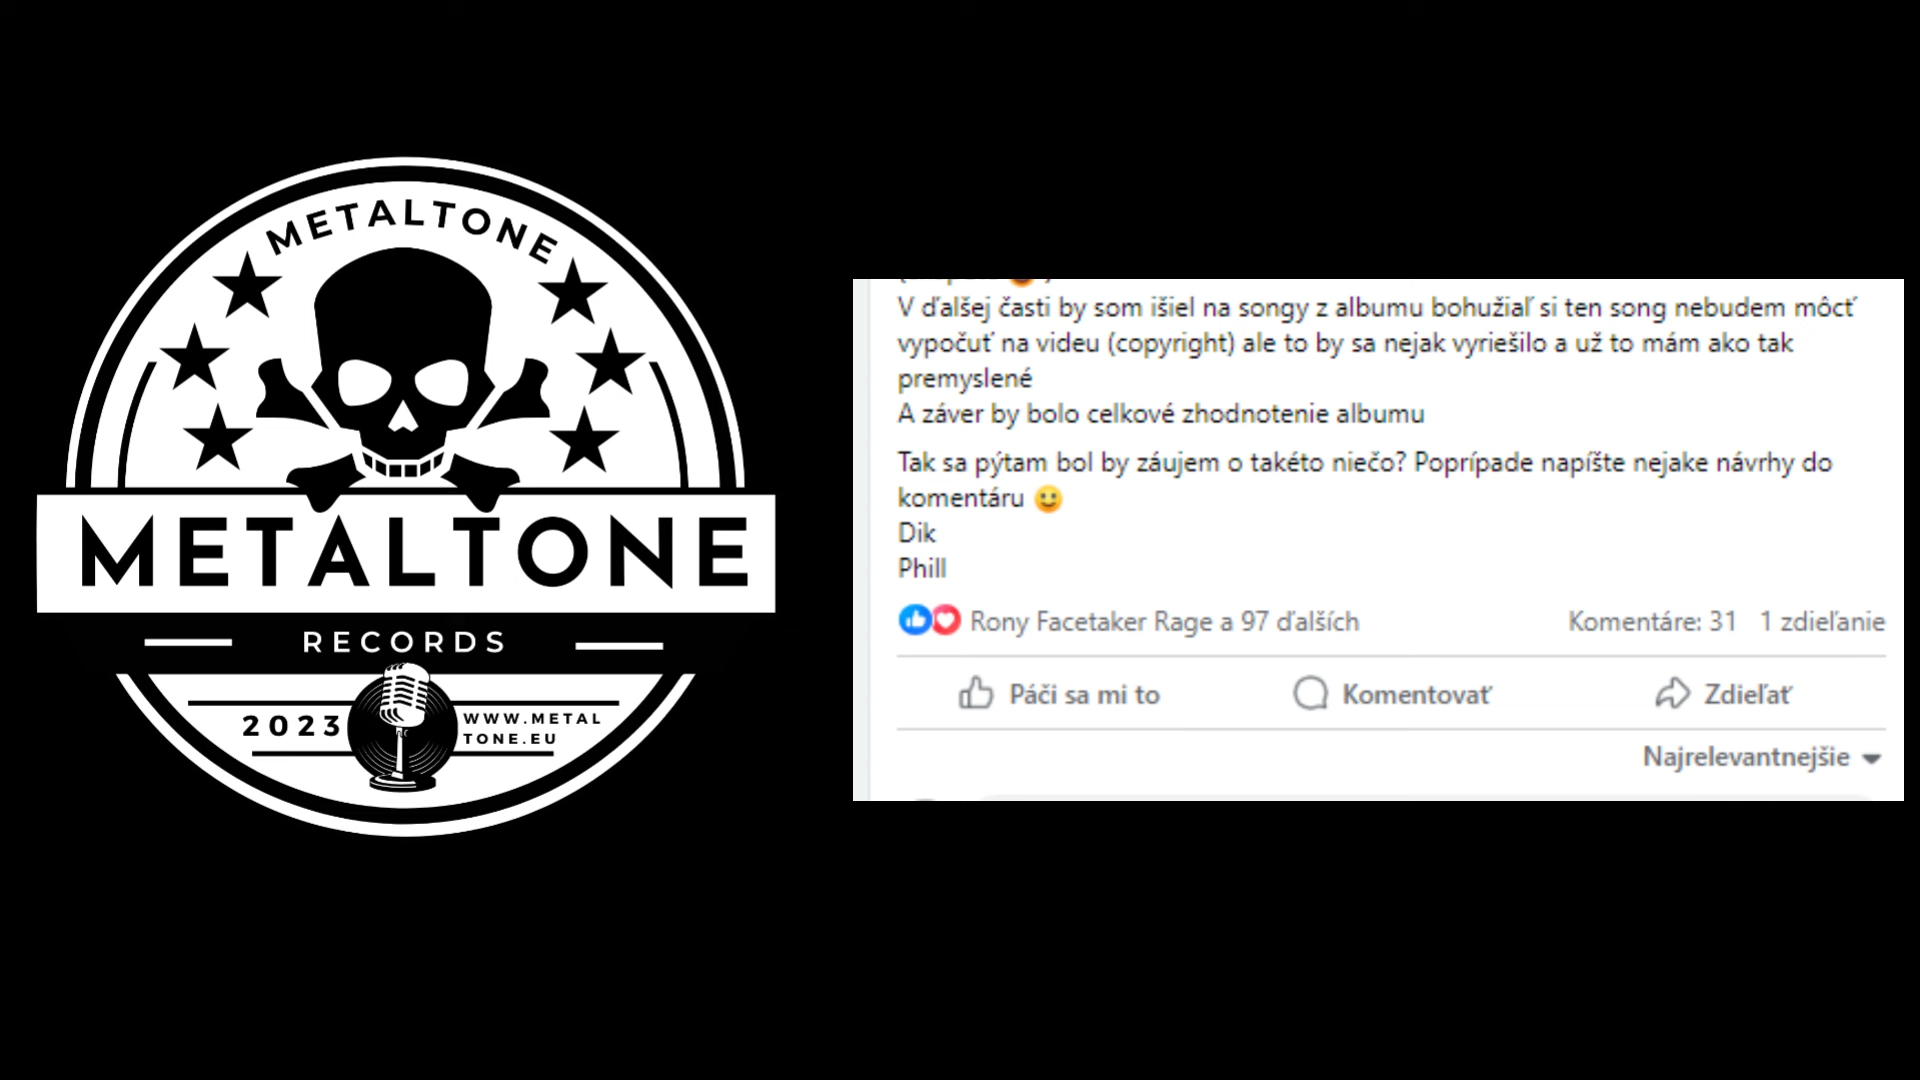 METALTONE
METALTONE
RECORDS
2023
WWW.METAL
TONE.EU
V ďalšej časti by som išiel na songy z albumu bohužiaľ si ten song nebudem môcť
vypočuť na videu (copyright) ale to by sa nejak vyriešilo a už to mám ako tak
premyslené
A záver by bolo celkové zhodnotenie albumu
Tak sa pýtam bol by záujem o takéto niečo? Poprípade napíšte nejake návrhy do
komentáru 🙂
Dik
Phill
Rony Facetaker Rage a 97 ďalších
Komentáre: 31 1 zdieľanie
Páči sa mi to
Komentovať
Zdieľať
Najrelevantnejšie